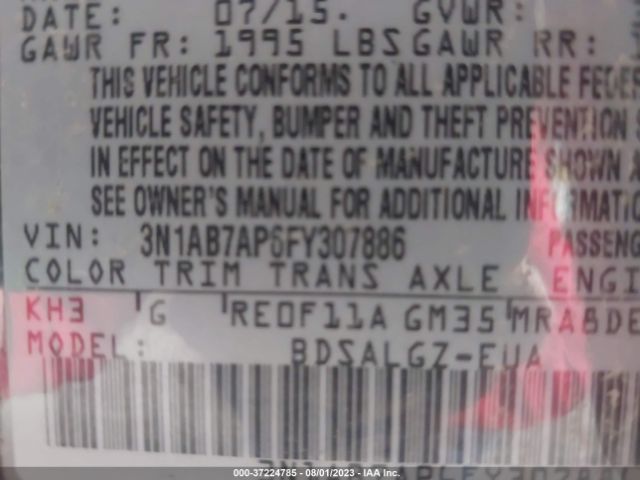 DATE: 07/15. GVWR:
GAWR FR: 1995 LBS GAWR RR:
THIS VEHICLE CONFORMS TO ALL APPLICABLE FEDE
VEHICLE SAFETY, BUMPER AND THEFT PREVENTION
IN EFFECT ON THE DATE OF MANUFACTURE SHOWN A
SEE OWNER'S MANUAL FOR ADDITIONAL INFORMATI
VIN: 3N1AB7AP6FY307886 PASSENG
COLOR TRIM TRANS AXLE ENGI
KH3 G RE0F11A GM35 MRA8DE
MODEL: BDSALGZ-EUA
000-37224785 - 08/01/2023 - IAAI.com